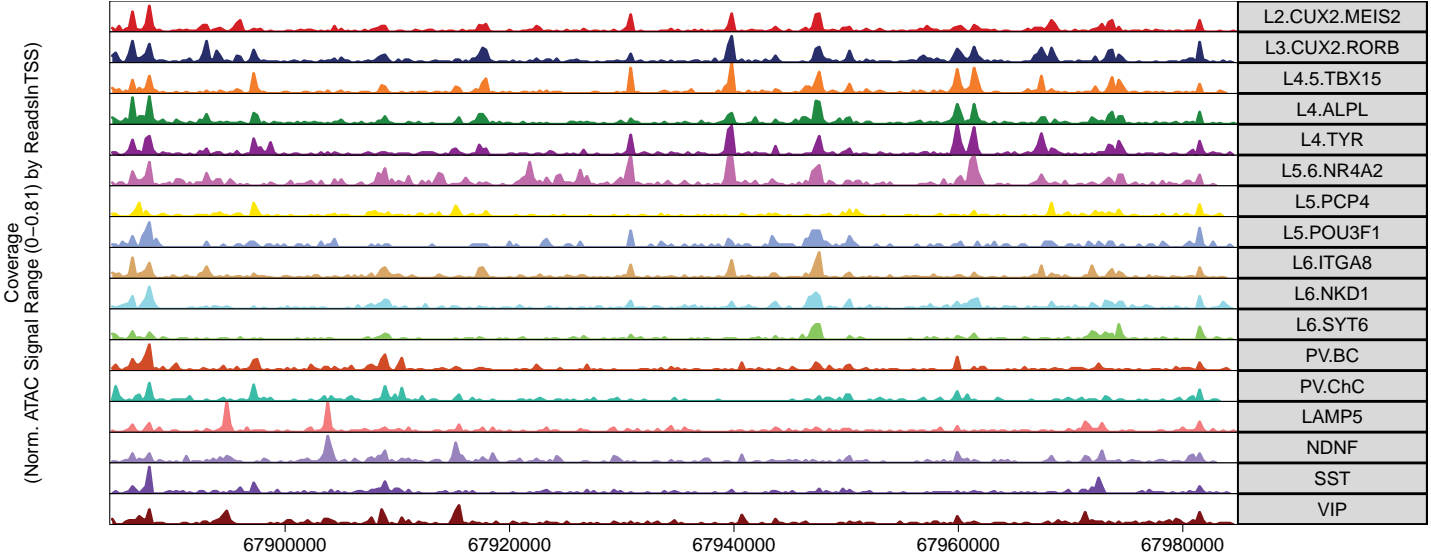 Coverage
(Norm. ATAC Signal Range (0−0.81) by ReadsInTSS)
L2.CUX2.MEIS2
L3.CUX2.RORB
L4.5.TBX15
L4.ALPL
L4.TYR
L5.6.NR4A2
L5.PCP4
L5.POU3F1
L6.ITGA8
L6.NKD1
L6.SYT6
PV.BC
PV.ChC
LAMP5
NDNF
SST
VIP
67900000 67920000 67940000 67960000 67980000